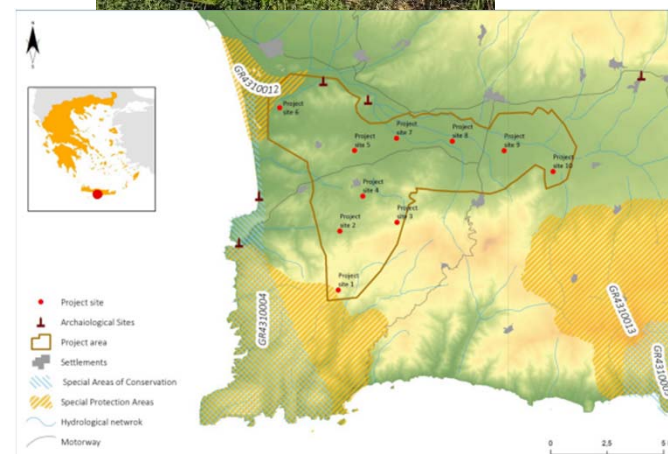 N
GR4310012
Project
site 6
Project
site 7
Project
site 8
Project
site 5
Project
site 9
Project
site 10
Project
site 4
Project
site 3
Project
site 2
Project
site 1
GR4310004
GR4310013
Project site
Archaiological Sites
Project area
Settlements
Special Areas of Conservation
Special Protection Areas
Hydrological netwrok
Motorway
0 2,5 5